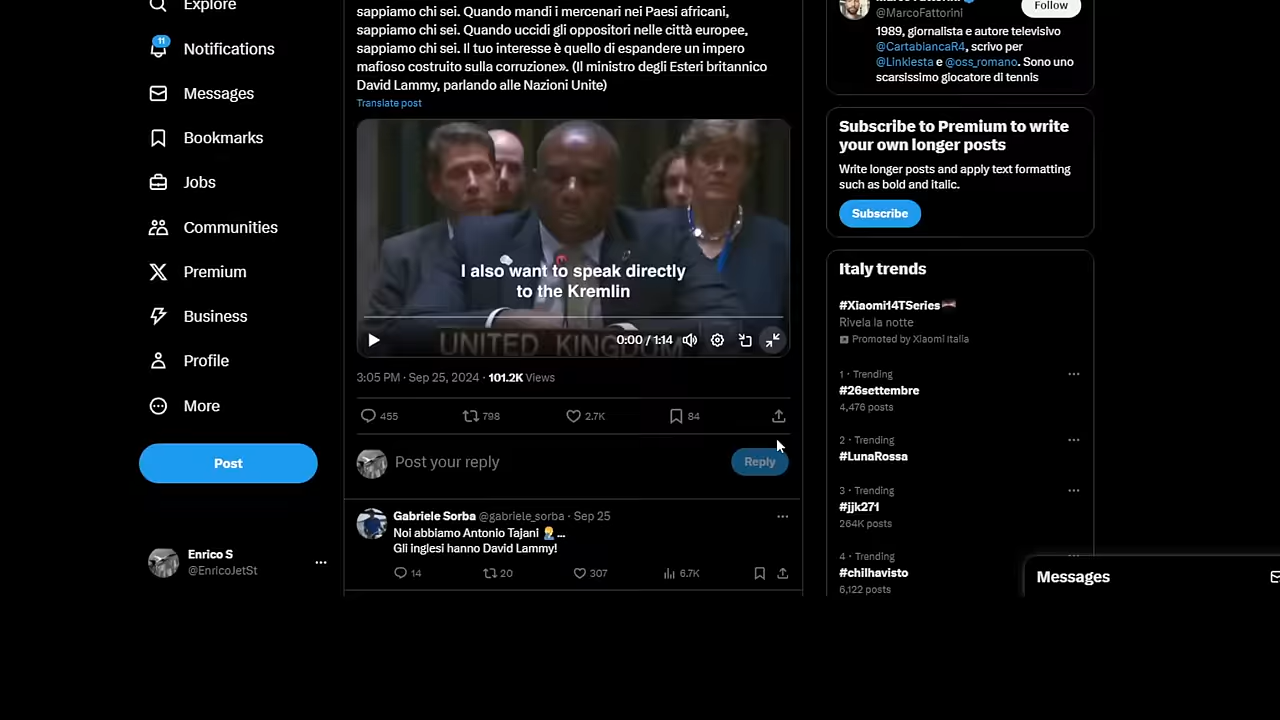 Explore
11
Notifications
Messages
Bookmarks
Jobs
Communities
Premium
Business
Profile
More
Post
Enrico S
@EnricoJetSt
sappiamo chi sei. Quando mandi i mercenari nei Paesi africani,
sappiamo chi sei. Quando uccidi gli oppositori nelle città europee,
sappiamo chi sei. Il tuo interesse è quello di espandere un impero
mafioso costruito sulla corruzione». (Il ministro degli Esteri britannico
David Lammy, parlando alle Nazioni Unite)
Translate post
I also want to speak directly
to the Kremlin
0:00 / 1:14
UNITED KINGDOM
3:05 PM · Sep 25, 2024 · 101.2K Views
455 798 2.7K 84
Post your reply
Reply
Gabriele Sorba @gabriele_sorba · Sep 25
Noi abbiamo Antonio Tajani 🤦‍♂️...
Gli inglesi hanno David Lammy!
14 20 307 6.7K
@MarcoFattorini
Follow
1989, giornalista e autore televisivo
@CartabiancaR4, scrivo per
@Linkiesta e @oss_romano. Sono uno
scarsissimo giocatore di tennis
Subscribe to Premium to write
your own longer posts
Write longer posts and apply text formatting
such as bold and italic.
Subscribe
Italy trends
#Xiaomi14TSeries
Rivela la notte
Promoted by Xiaomi Italia
1 · Trending
#26settembre
4,476 posts
2 · Trending
#LunaRossa
3 · Trending
#jjk271
264K posts
4 · Trending
#chilhavisto
6,122 posts
Messages